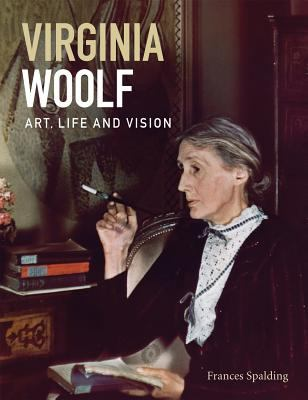 VIRGINIA
WOOLF
ART, LIFE AND VISION
Frances Spalding